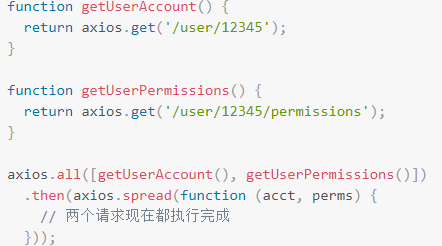 function getUserAccount() {
  return axios.get('/user/12345');
}

function getUserPermissions() {
  return axios.get('/user/12345/permissions');
}

axios.all([getUserAccount(), getUserPermissions()])
  .then(axios.spread(function (acct, perms) {
    // 两个请求现在都执行完成
  }));